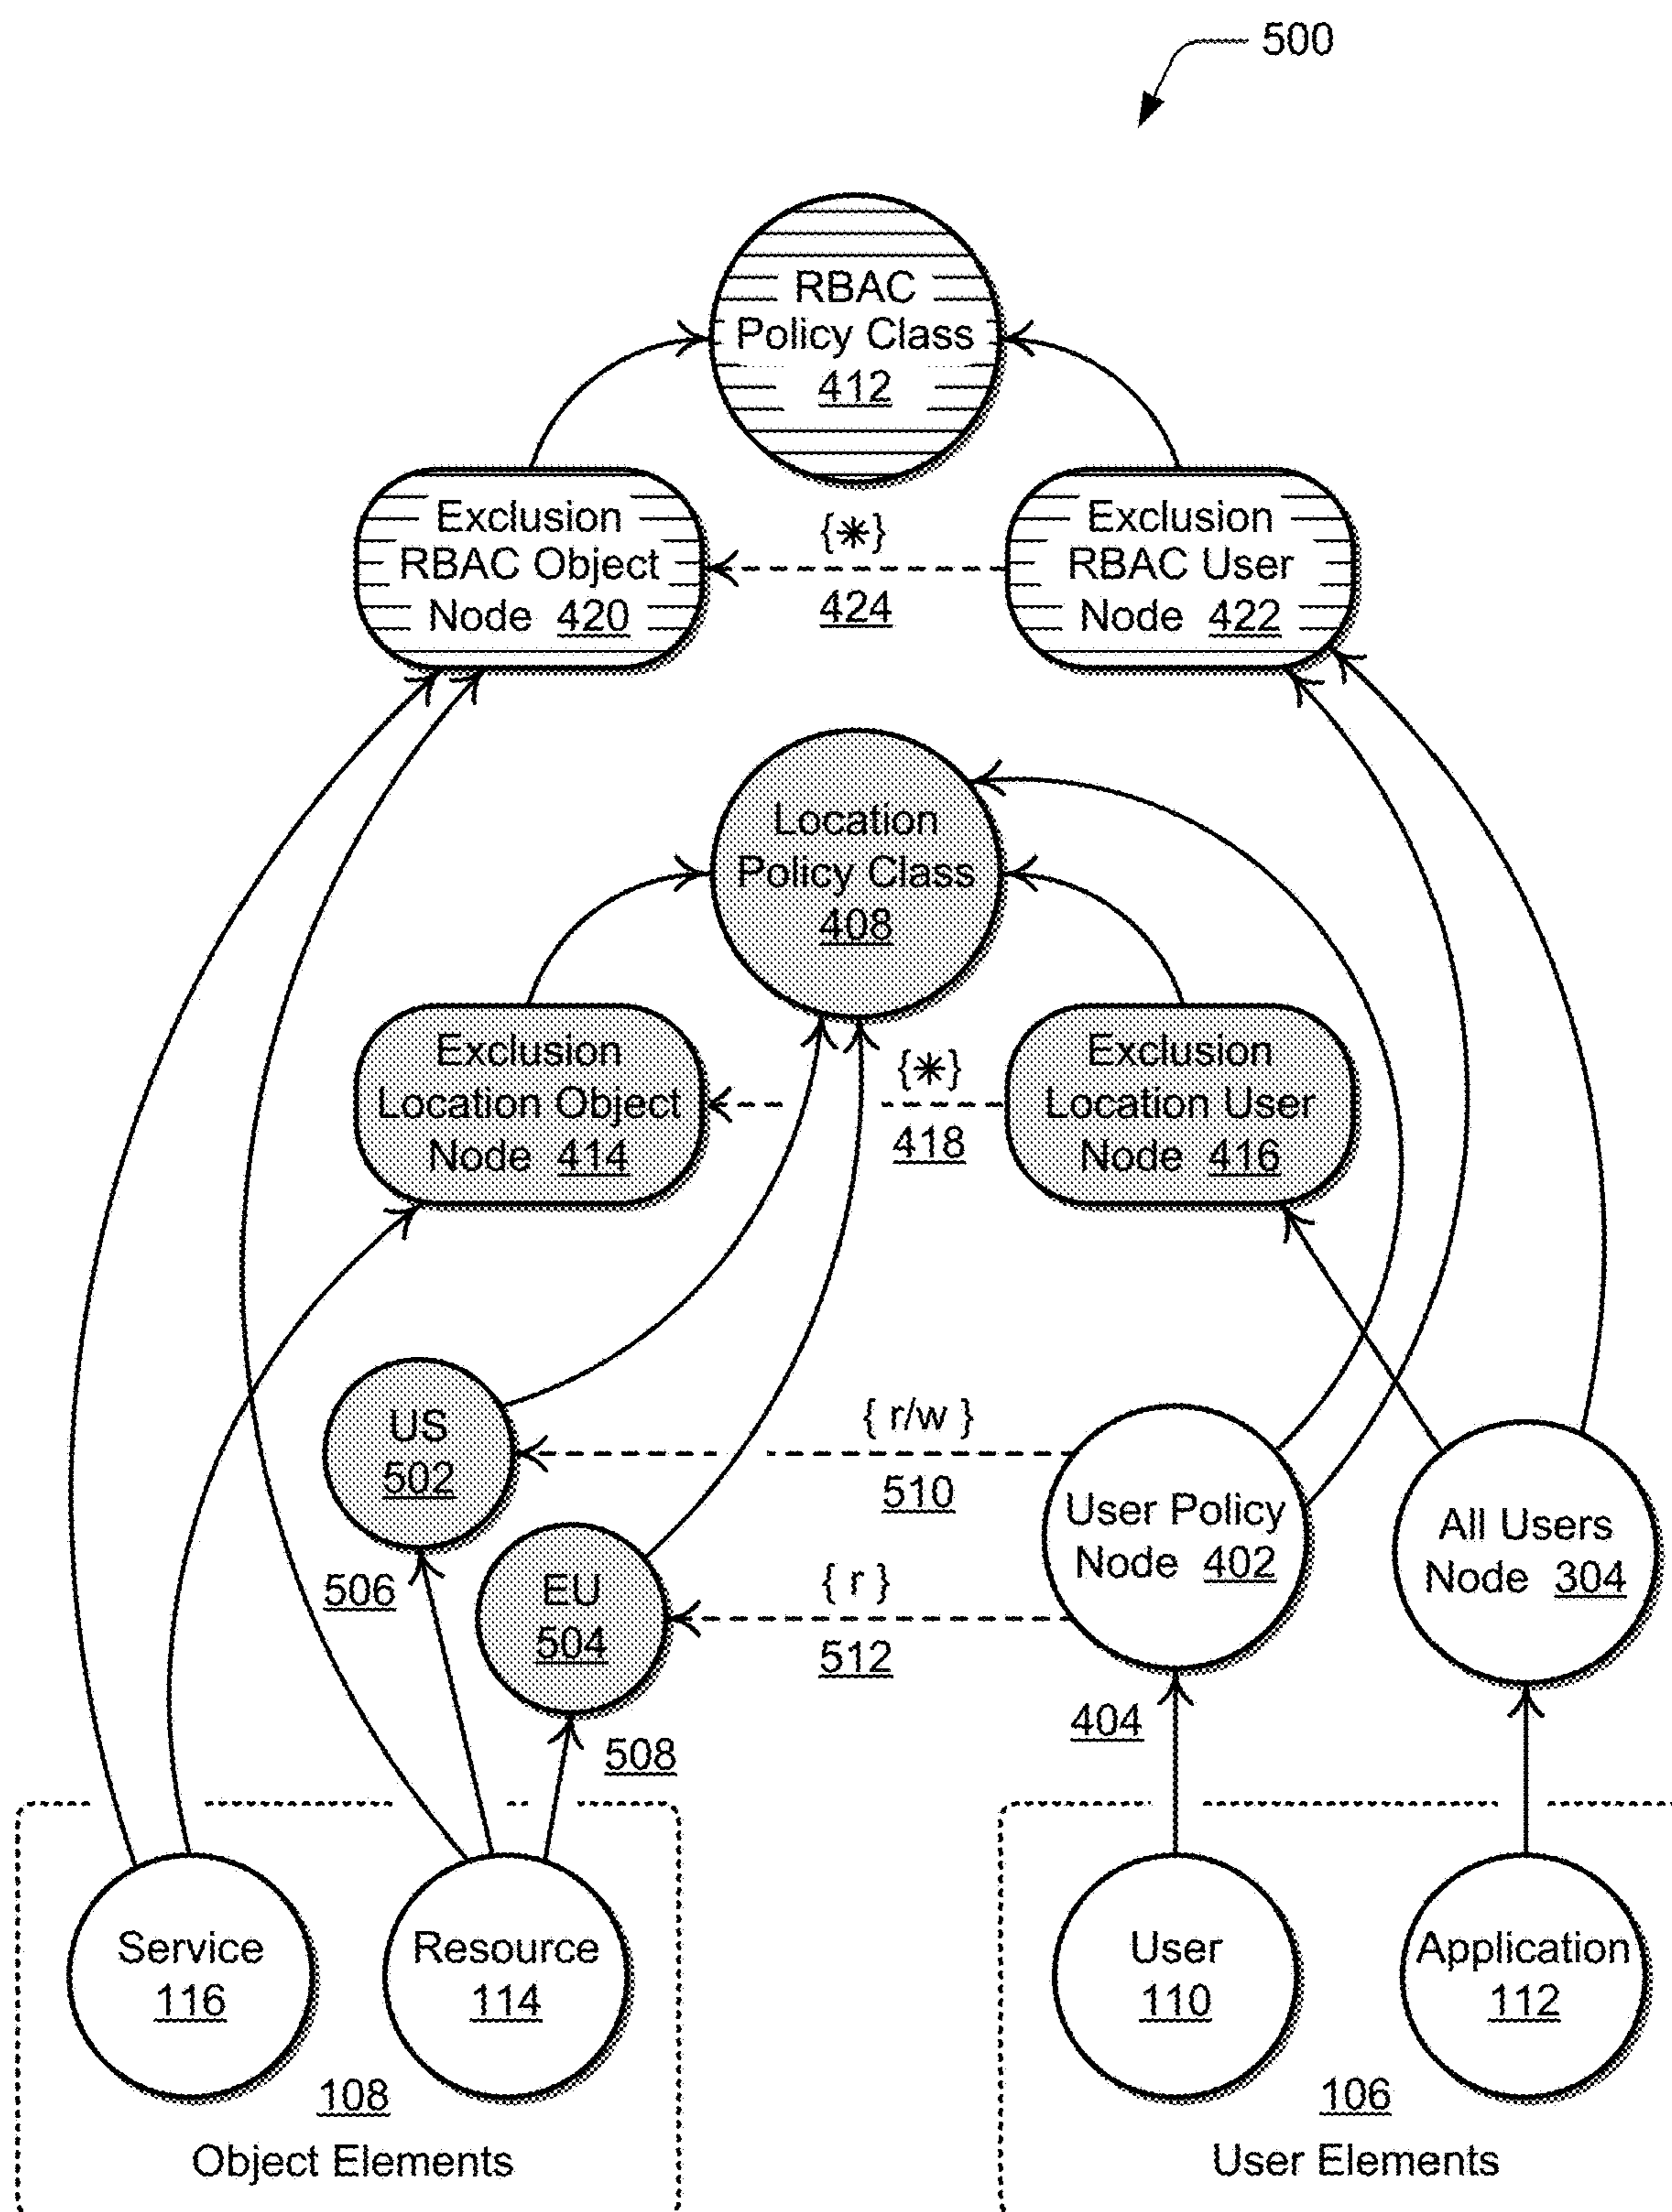 500
RBAC
Policy Class
412
Exclusion
RBAC Object
Node 420
{*}
424
Exclusion
RBAC User
Node 422
Location
Policy Class
408
Exclusion
Location Object
Node 414
{*}
418
Exclusion
Location User
Node 416
US
502
{ r/w }
510
506
EU
504
{ r }
512
508
User Policy
Node 402
All Users
Node 304
404
Service
116
Resource
114
User
110
Application
112
108
Object Elements
106
User Elements